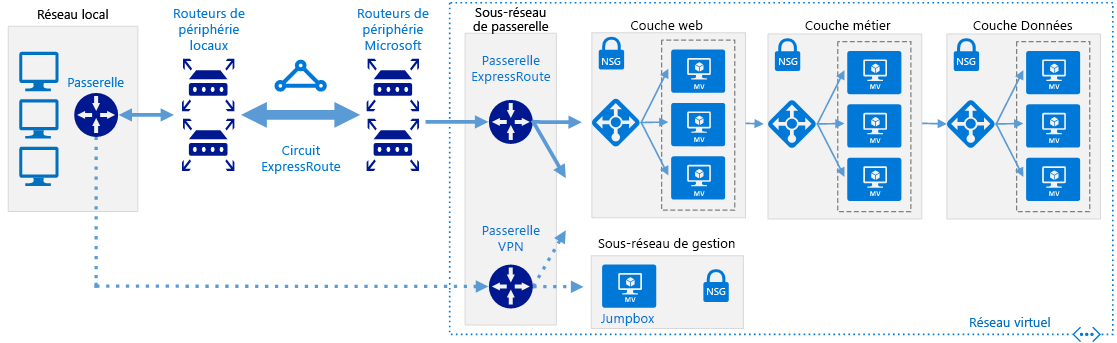 Réseau local
Passerelle
Routeurs de
périphérie
locaux
Circuit
ExpressRoute
Routeurs de
périphérie
Microsoft
Sous-réseau
de passerelle
Passerelle
ExpressRoute
Passerelle
VPN
Couche web
NSG
MV
MV
MV
Couche métier
NSG
MV
MV
MV
Couche Données
NSG
MV
MV
MV
Sous-réseau de gestion
MV
Jumpbox
NSG
Réseau virtuel